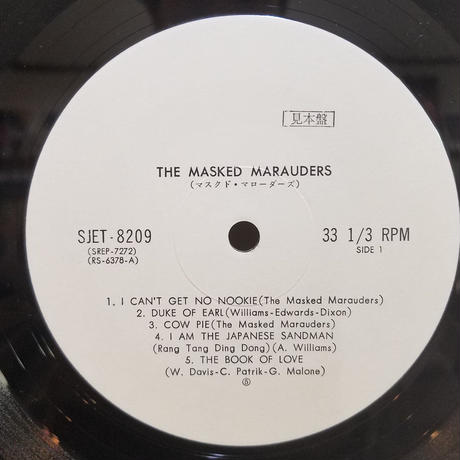 見本盤
THE MASKED MARAUDERS
(マスクド・マローダーズ)
SJET-8209
33 1/3 RPM
(SREP-7272)
SIDE 1
(RS-6378-A)
1. I CAN'T GET NO NOOKIE(The Masked Marauders)
2. DUKE OF EARL(Williams-Edwards-Dixon)
3. COW PIE(The Masked Marauders)
4. I AM THE JAPANESE SANDMAN
(Rang Tang Ding Dong)(A. Williams)
5. THE BOOK OF LOVE
(W. Davis-C. Patrik-G. Malone)